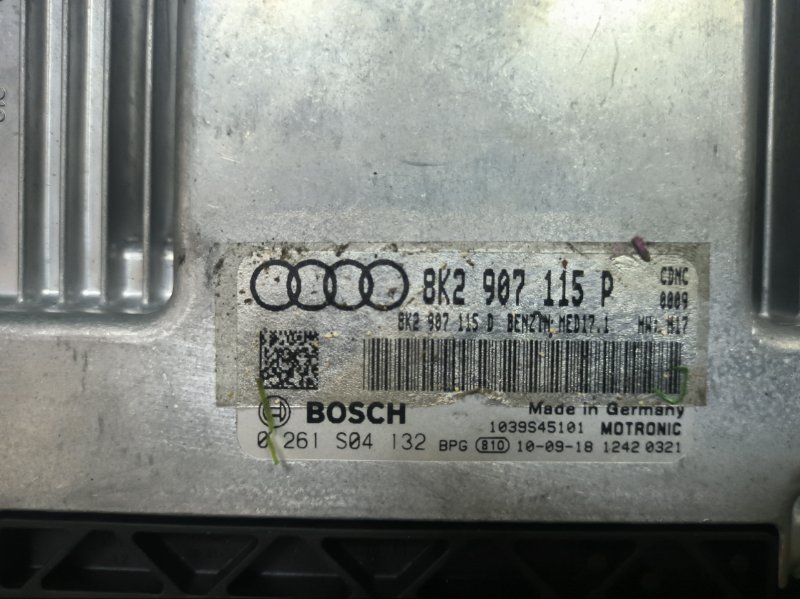 8K2 907 115 P CDNC
0009
8K2 907 115 D BENZIN MED17.1 HW: H17
BOSCH Made in Germany
1039S45101 MOTRONIC
0 261 S04 132 BPG 810 10-09-18 1242 0321